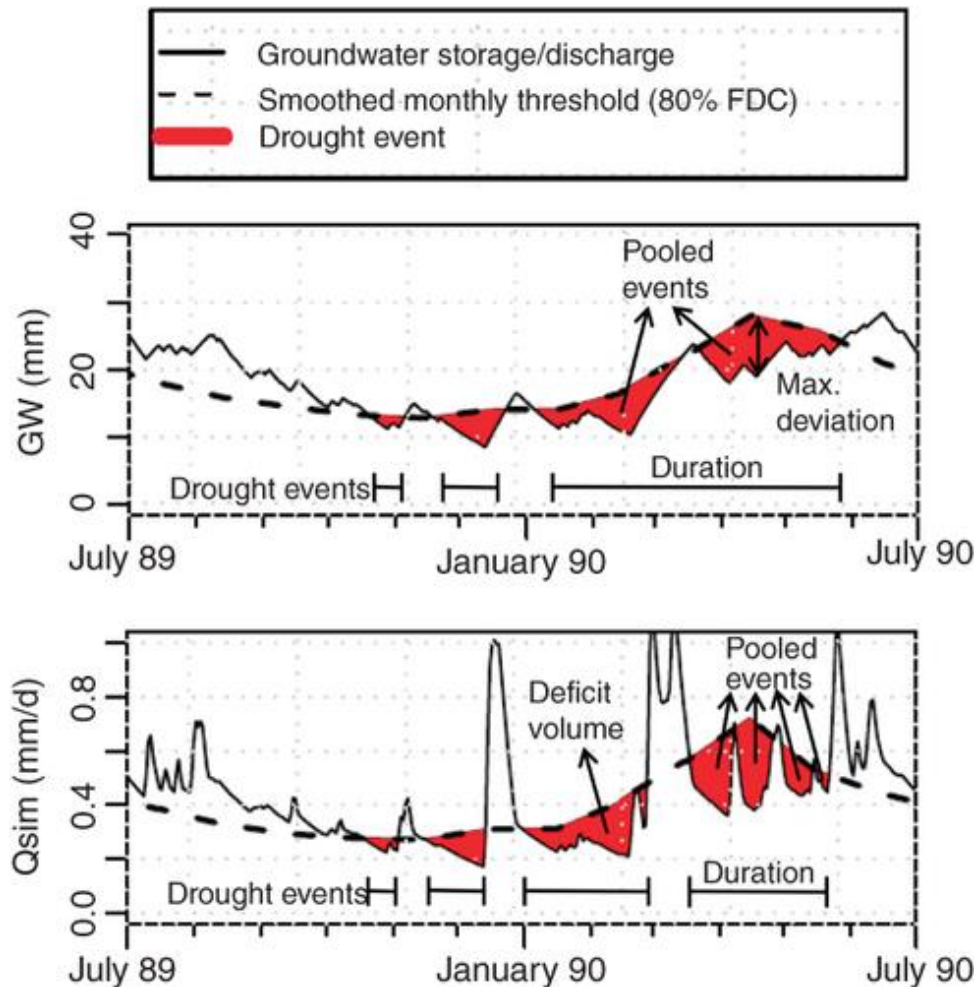 Groundwater storage/discharge
Smoothed monthly threshold (80% FDC)
Drought event
GW (mm)
40
20
0
Pooled
events
Max.
deviation
Drought events
Duration
July 89
January 90
July 90
Qsim (mm/d)
0.8
0.4
0.0
Deficit
volume
Pooled
events
Drought events
Duration
July 89
January 90
July 90